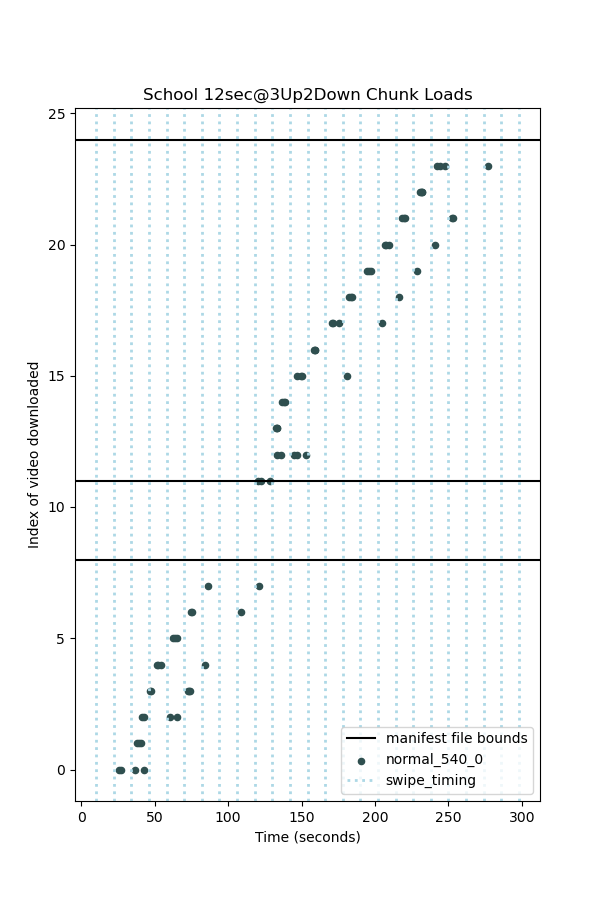 School 12sec@3Up2Down Chunk Loads
25
20
15
10
5
0
Index of video downloaded
manifest file bounds
normal_540_0
swipe_timing
0 50 100 150 200 250 300
Time (seconds)